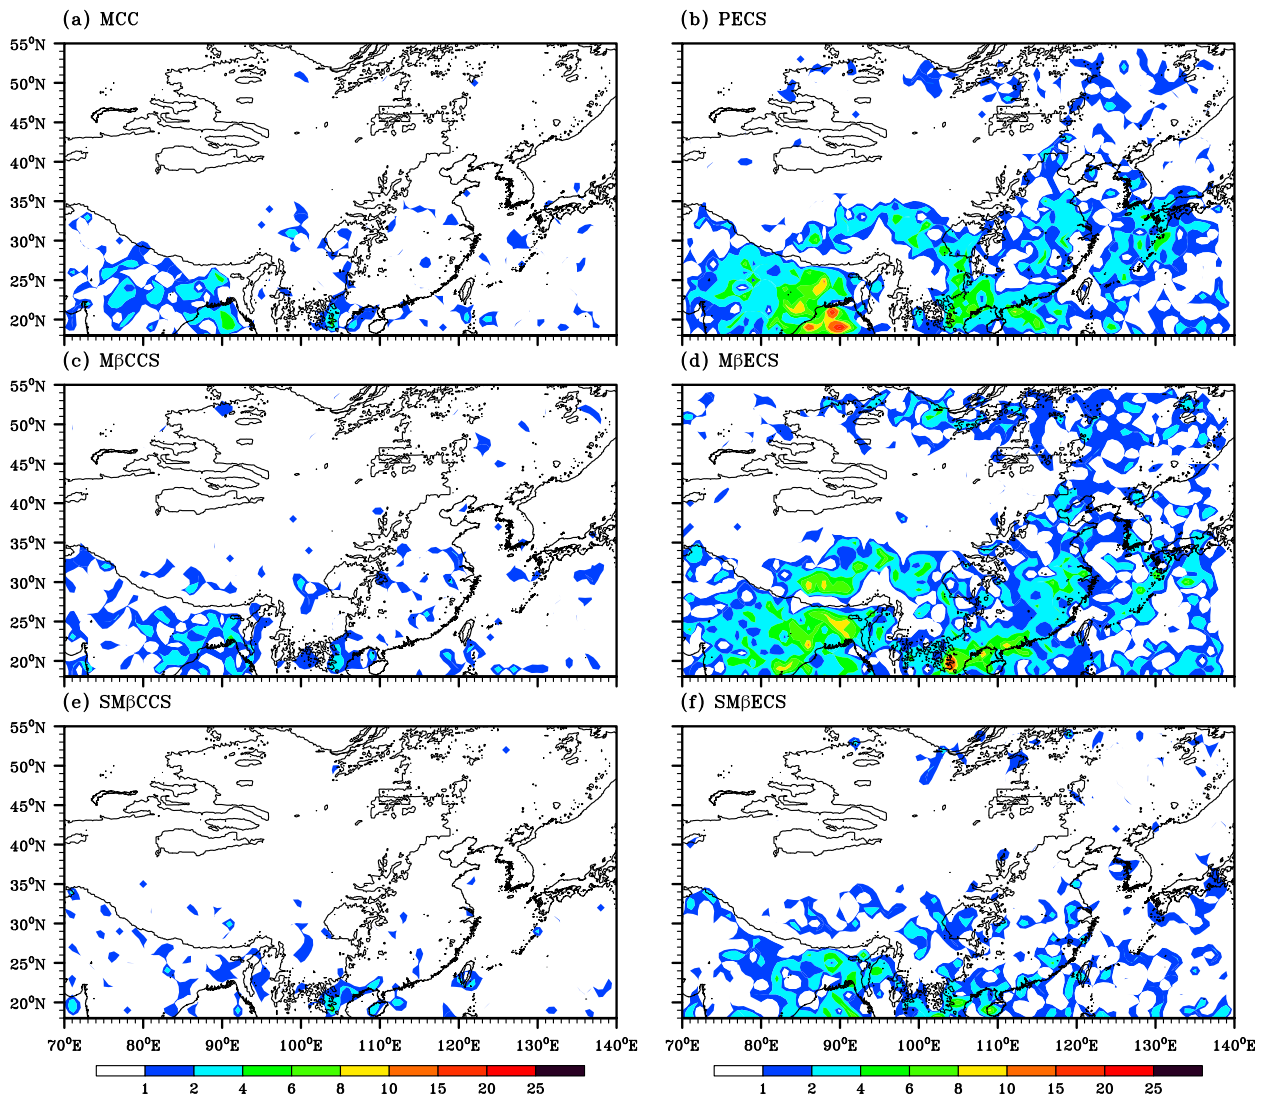 (a) MCC
(b) PECS
55°N
50°N
45°N
40°N
35°N
30°N
25°N
20°N
(c) MβCCS
(d) MβECS
55°N
50°N
45°N
40°N
35°N
30°N
25°N
20°N
(e) SMβCCS
(f) SMβECS
55°N
50°N
45°N
40°N
35°N
30°N
25°N
20°N
70°E 80°E 90°E 100°E 110°E 120°E 130°E 140°E
70°E 80°E 90°E 100°E 110°E 120°E 130°E 140°E
1 2 4 6 8 10 15 20 25
1 2 4 6 8 10 15 20 25